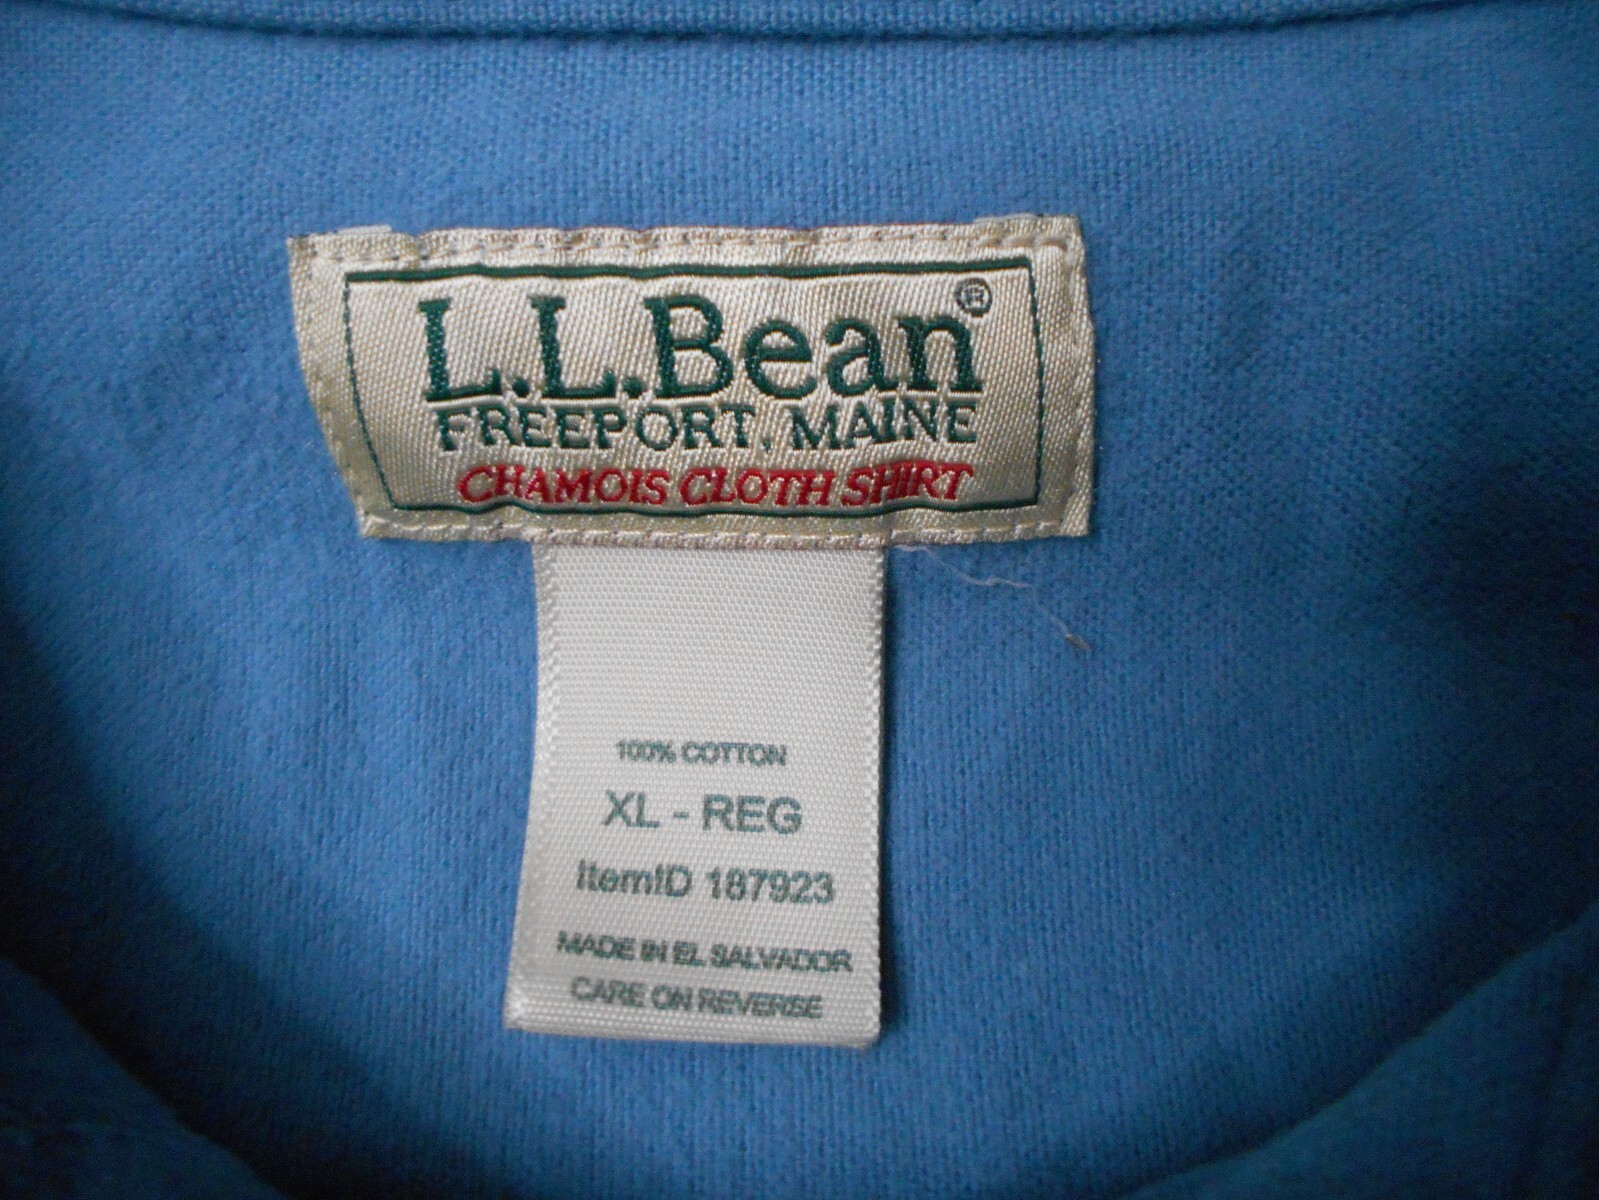 L.L.Bean®
FREEPORT, MAINE
CHAMOIS CLOTH SHIRT
100% COTTON
XL - REG
ItemID 187923
MADE IN EL SALVADOR
CARE ON REVERSE